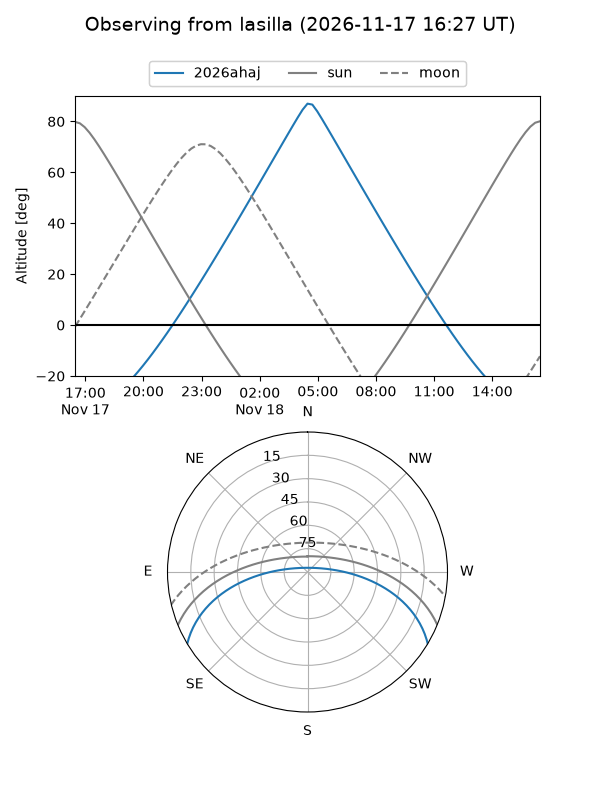 Observing from lasilla (2026-11-17 16:27 UT)
2026ahaj sun moon
80
60
40
20
0
−20
Altitude [deg]
17:00 20:00 23:00 02:00 05:00 08:00 11:00 14:00
Nov 17 Nov 18
N
NE NW
15
30
45
60
75
E W
SE SW
S